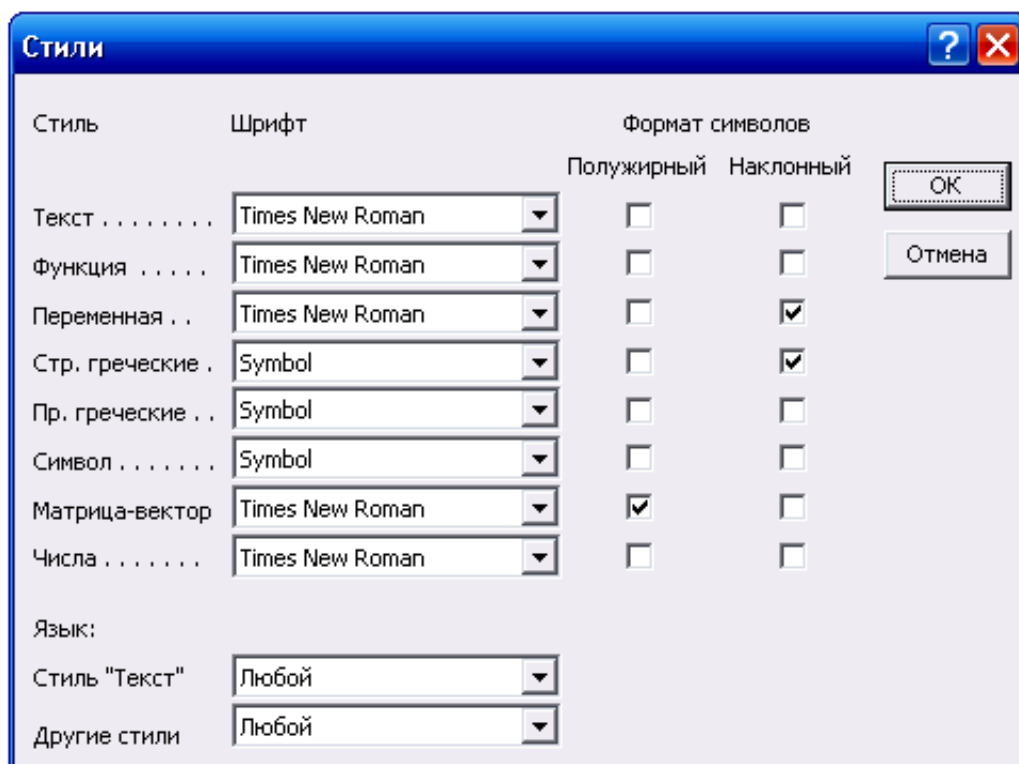 Стили
Стиль Шрифт Формат символов
Полужирный Наклонный
OK
Текст . . . . . . . . Times New Roman
Отмена
Функция . . . . . Times New Roman
Переменная . . Times New Roman
Стр. греческие . Symbol
Пр. греческие . . Symbol
Символ . . . . . . . Symbol
Матрица-вектор Times New Roman
Числа . . . . . . . Times New Roman
Язык:
Стиль "Текст" Любой
Другие стили Любой